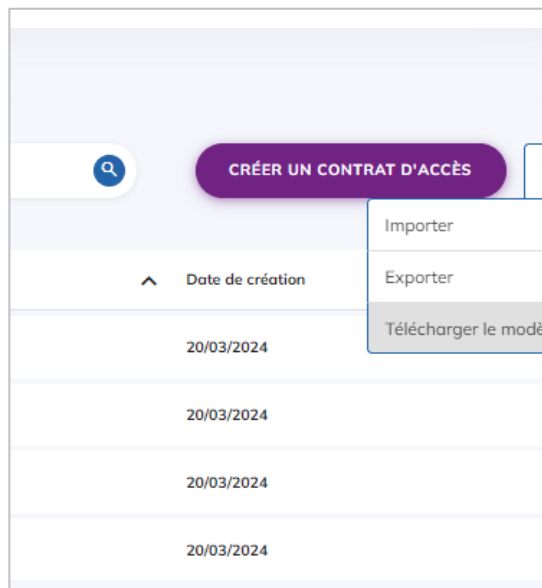 CRÉER UN CONTRAT D'ACCÈS
Importer
Date de création
Exporter
Télécharger le
20/03/2024
20/03/2024
20/03/2024
20/03/2024